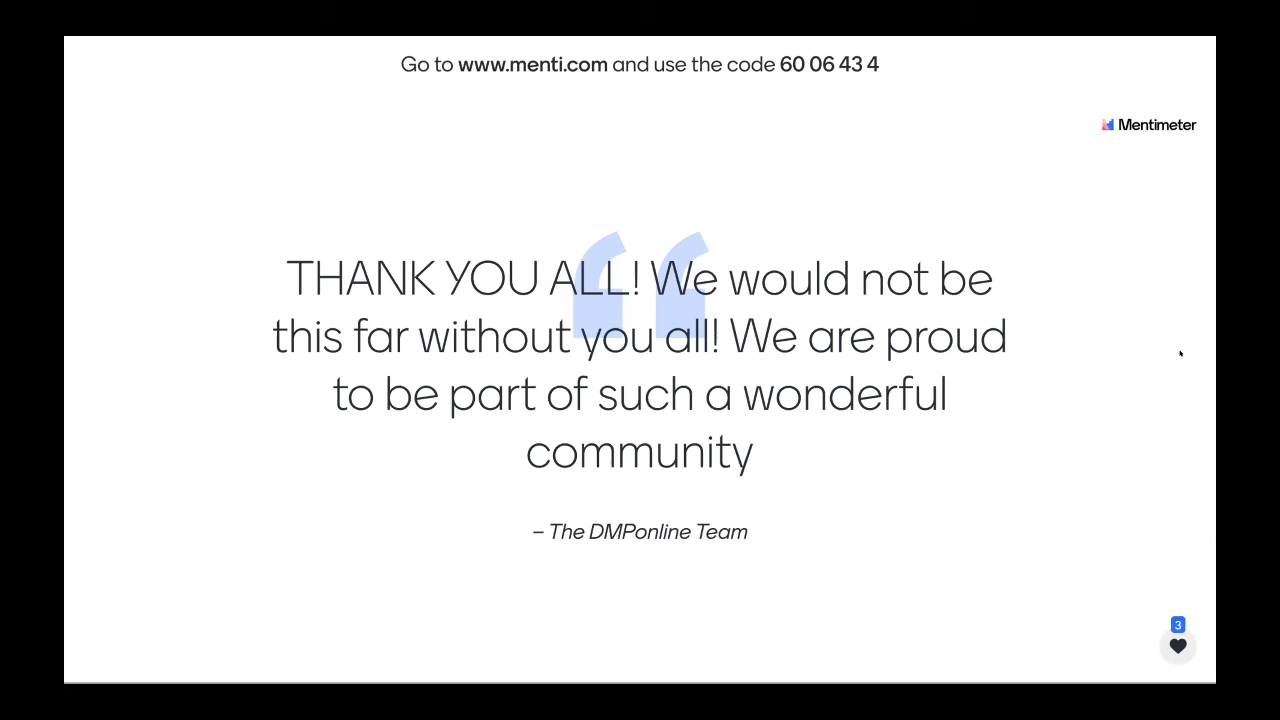 Go to www.menti.com and use the code 60 06 43 4
Mentimeter
THANK YOU ALL! We would not be
this far without you all! We are proud
to be part of such a wonderful
community
– The DMPonline Team
3